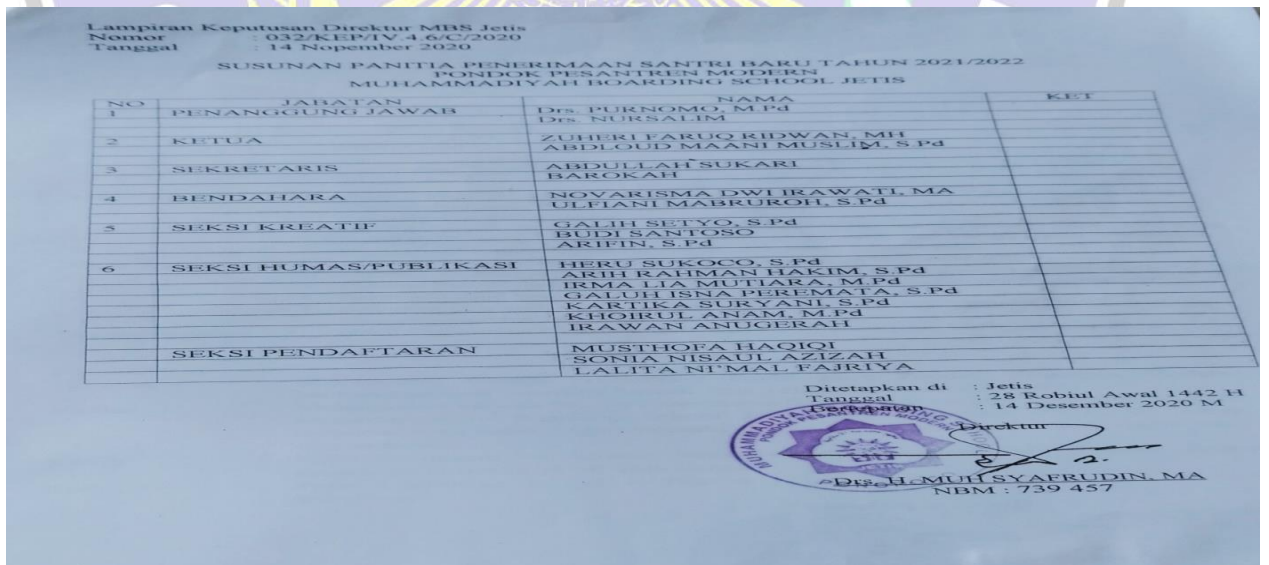 Lampiran Keputusan Direktur MBS Jetis
Nomor : 032/KEP/IV.4.6/C/2020
Tanggal : 14 Nopember 2020
SUSUNAN PANITIA PENERIMAAN SANTRI BARU TAHUN 2021/2022
PONDOK PESANTREN MODERN
MUHAMMADIYAH BOARDING SCHOOL JETIS
NO JABATAN NAMA KET
1 PENANGGUNG JAWAB Drs. PURNOMO, M Pd
Drs. NURSALIM
2 KETUA ZUHERI FARUQ RIDWAN, MH
ABDLOUD MAANI MUSLIM, S Pd
3 SEKRETARIS ABDULLAH SUKARI
BAROKAH
4 BENDAHARA NOVARISMA DWI IRAWATI, MA
ULFIANI MABRUROH, S.Pd
5 SEKSI KREATIF GALIH SETYO, S.Pd
BUDI SANTOSO
ARIFIN, S.Pd
6 SEKSI HUMAS/PUBLIKASI HERU SUKOCO, S.Pd
ARIH RAHMAN HAKIM, S.Pd
IRMA LIA MUTIARA, M.Pd
GALUH ISNA PEREMATA, S.Pd
KARTIKA SURYANI, S.Pd
KHOIRUL ANAM, M.Pd
IRAWAN ANUGERAH
SEKSI PENDAFTARAN MUSTHOFA HAQIQI
SONIA NISAUL AZIZAH
LALITA NI'MAL FAJRIYA
Ditetapkan di : Jetis
Tanggal : 28 Robiul Awal 1442 H
Bertepatan : 14 Desember 2020 M
Direktur
PONDOK PESANTREN MODERN
Drs. H. MUH SYAFRUDIN, MA
NBM : 739 457